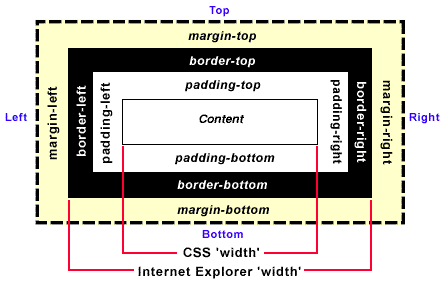 Top
margin-top
border-top
padding-top
Left
margin-left
border-left
padding-left
Content
padding-right
border-right
margin-right
Right
padding-bottom
border-bottom
margin-bottom
Bottom
CSS 'width'
Internet Explorer 'width'